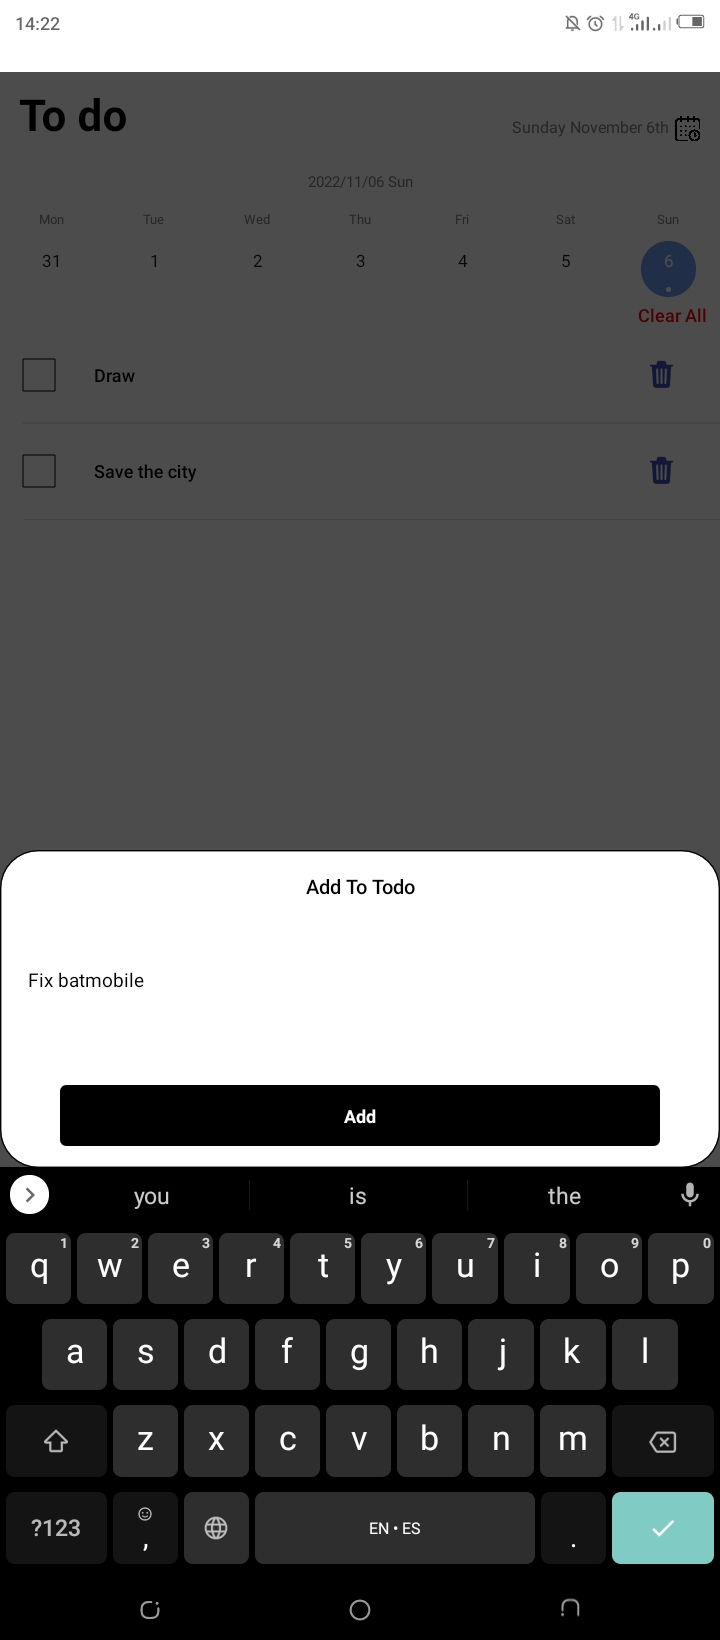 14:22
4G
To do
Sunday November 6th
2022/11/06 Sun
Mon Tue Wed Thu Fri Sat Sun
31 1 2 3 4 5 6
Clear All
Draw
Save the city
Add To Todo
Fix batmobile
Add
you is the
1 2 3 4 5 6 7 8 9 0
q w e r t y u i o p
a s d f g h j k l
z x c v b n m
?123 , EN • ES .